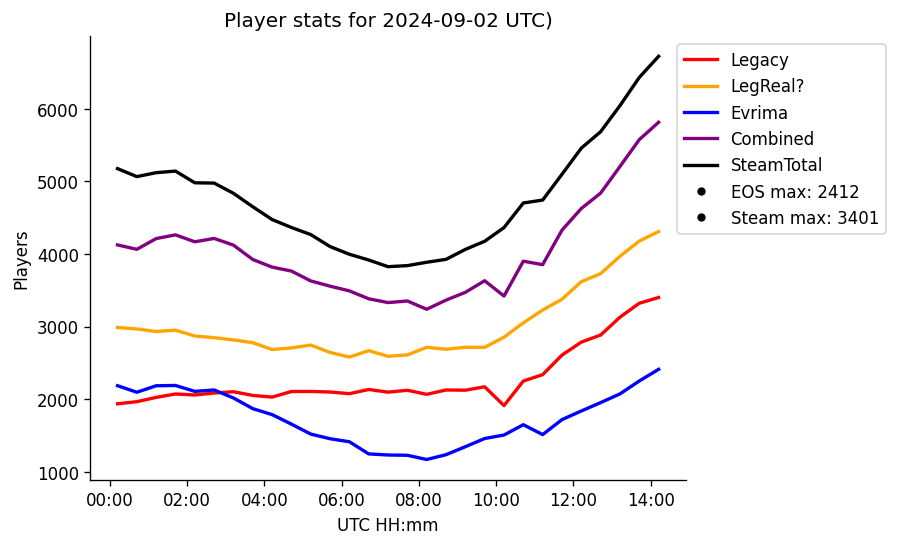 Player stats for 2024-09-02 UTC)
Players
6000
5000
4000
3000
2000
1000
00:00 02:00 04:00 06:00 08:00 10:00 12:00 14:00
UTC HH:mm
Legacy
LegReal?
Evrima
Combined
SteamTotal
EOS max: 2412
Steam max: 3401